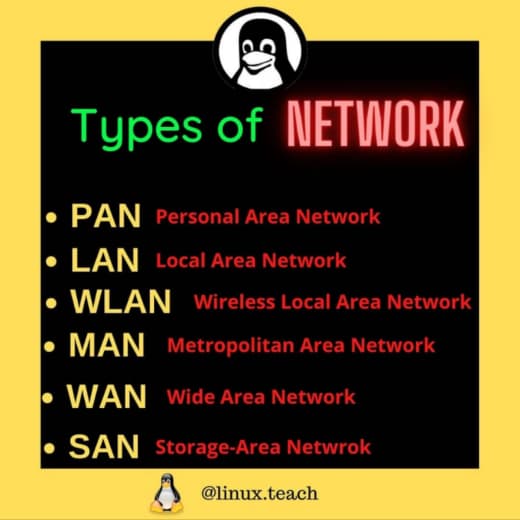 Types of NETWORK
• PAN Personal Area Network
• LAN Local Area Network
• WLAN Wireless Local Area Network
• MAN Metropolitan Area Network
• WAN Wide Area Network
• SAN Storage-Area Netwrok
@linux.teach